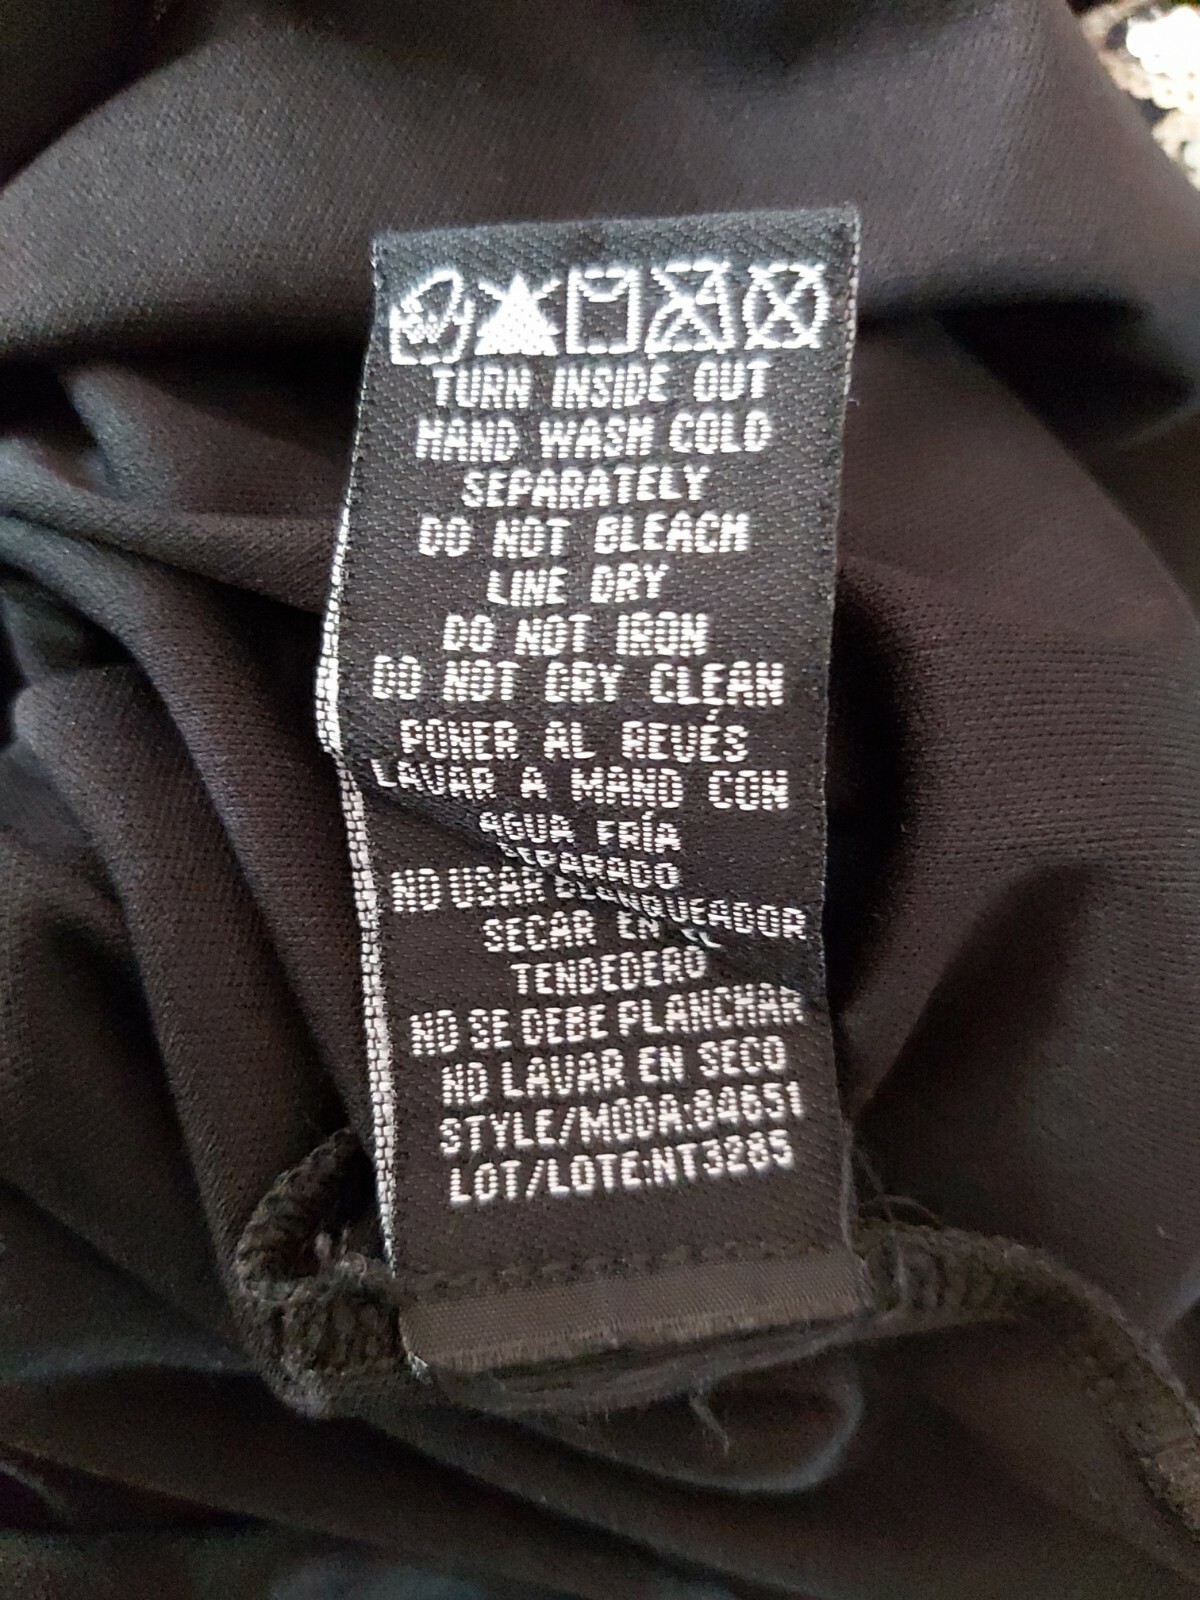 TURN INSIDE OUT
HAND WASH COLD
SEPARATELY
DO NOT BLEACH
LINE DRY
DO NOT IRON
DO NOT DRY CLEAN
PONER AL REVÉS
LAVAR A MANO CON
AGUA FRÍA
SEPARADO
NO USAR BLANQUEADOR
SECAR EN EL
TENDEDERO
NO SE DEBE PLANCHAR
NO LAVAR EN SECO
STYLE/MODA:84651
LOT/LOTE:NT3285